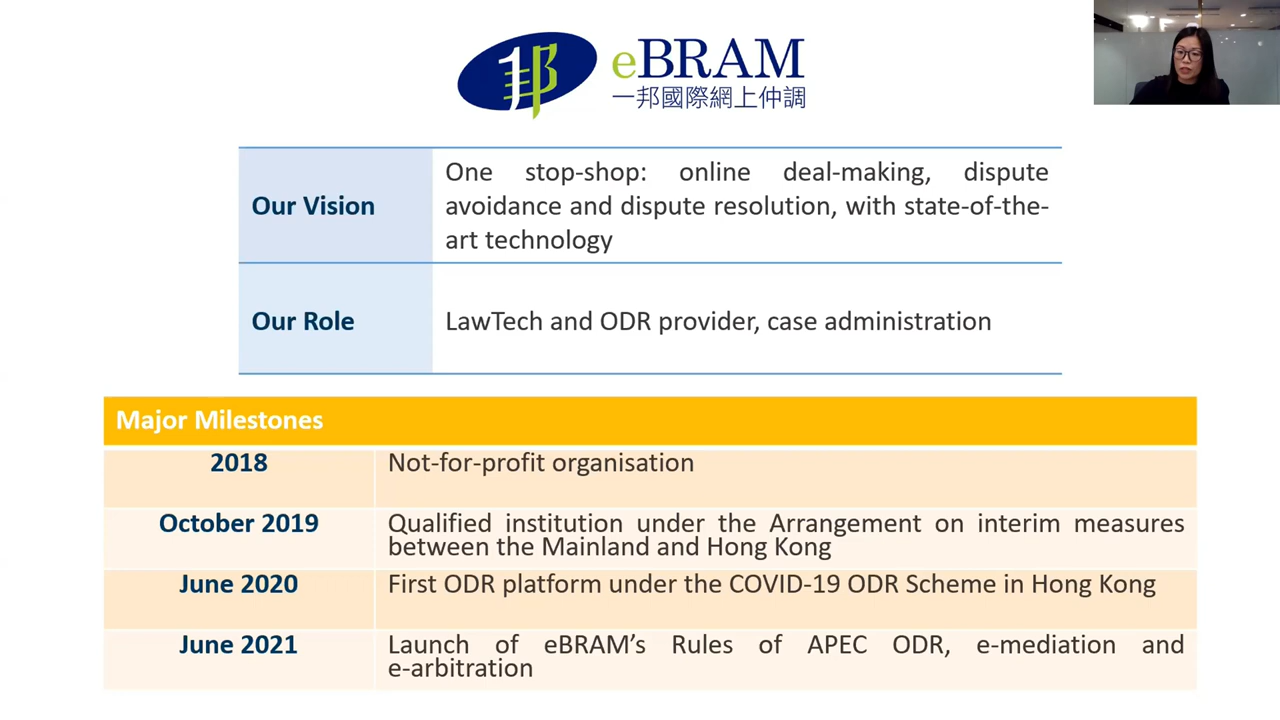 eBRAM
一邦國際網上仲調
Our Vision
One stop-shop: online deal-making, dispute
avoidance and dispute resolution, with state-of-the-
art technology
Our Role
LawTech and ODR provider, case administration
Major Milestones
2018
Not-for-profit organisation
October 2019
Qualified institution under the Arrangement on interim measures
between the Mainland and Hong Kong
June 2020
First ODR platform under the COVID-19 ODR Scheme in Hong Kong
June 2021
Launch of eBRAM’s Rules of APEC ODR, e-mediation and
e-arbitration